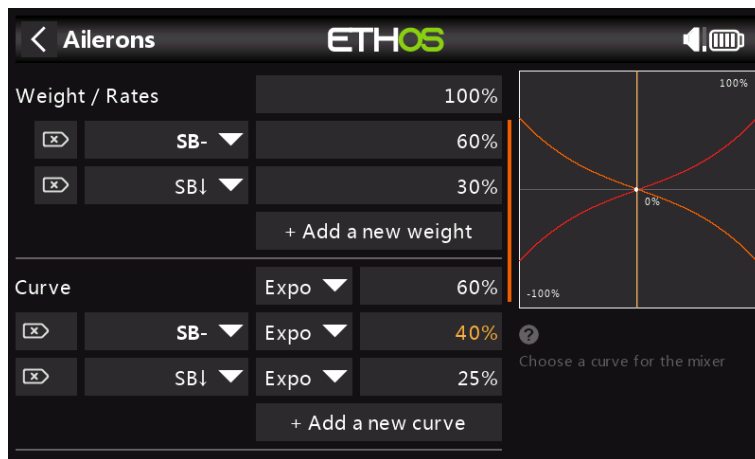 Ailerons
ETHOS
Weight / Rates 100%
SB- 60%
SB↓ 30%
+ Add a new weight
Curve Expo 60%
SB- Expo 40%
SB↓ Expo 25%
+ Add a new curve
100%
0%
-100%
?
Choose a curve for the mixer